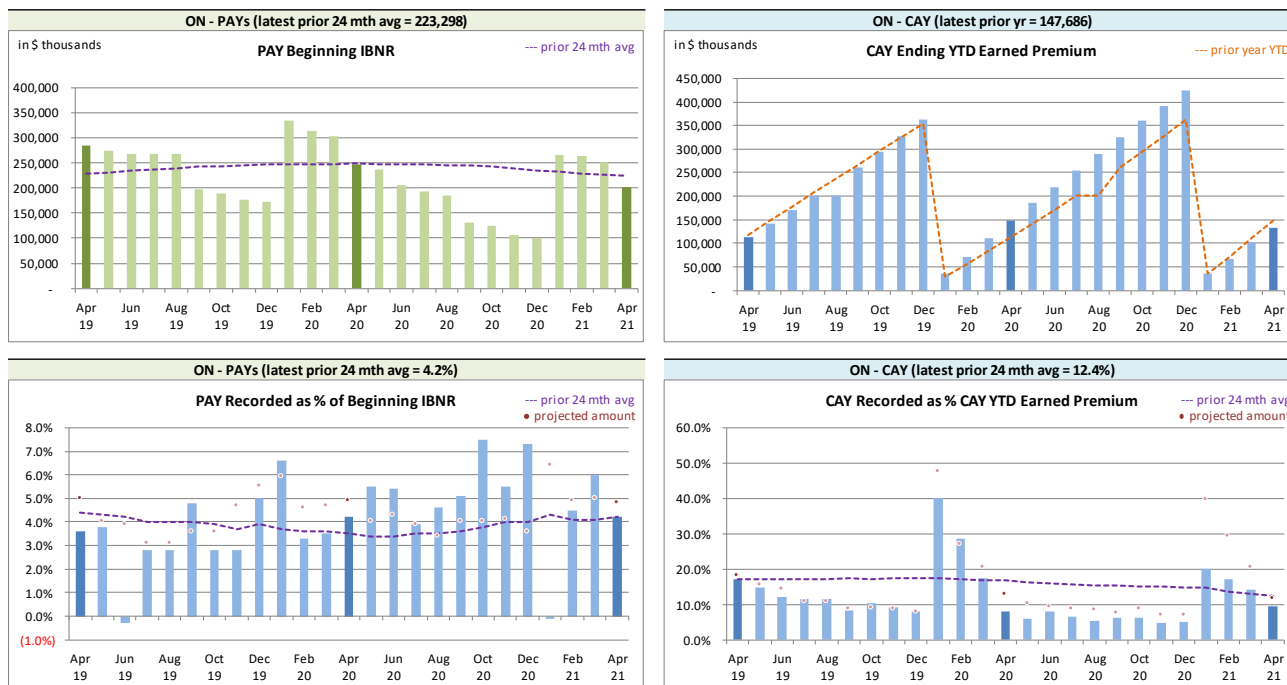 ON - PAYs (latest prior 24 mth avg = 223,298)
in $ thousands
PAY Beginning IBNR
--- prior 24 mth avg
400,000
350,000
300,000
250,000
200,000
150,000
100,000
50,000
-
Apr Jun Aug Oct Dec Feb Apr Jun Aug Oct Dec Feb Apr
19 19 19 19 19 20 20 20 20 20 20 21 21
ON - CAY (latest prior yr = 147,686)
in $ thousands
CAY Ending YTD Earned Premium
--- prior year YTD
450,000
400,000
350,000
300,000
250,000
200,000
150,000
100,000
50,000
-
Apr Jun Aug Oct Dec Feb Apr Jun Aug Oct Dec Feb Apr
19 19 19 19 19 20 20 20 20 20 20 21 21
ON - PAYs (latest prior 24 mth avg = 4.2%)
PAY Recorded as % of Beginning IBNR
--- prior 24 mth avg
• projected amount
8.0%
7.0%
6.0%
5.0%
4.0%
3.0%
2.0%
1.0%
0.0%
(1.0%)
Apr Jun Aug Oct Dec Feb Apr Jun Aug Oct Dec Feb Apr
19 19 19 19 19 20 20 20 20 20 20 21 21
ON - CAY (latest prior 24 mth avg = 12.4%)
CAY Recorded as % CAY YTD Earned Premium
--- prior 24 mth avg
• projected amount
60.0%
50.0%
40.0%
30.0%
20.0%
10.0%
0.0%
Apr Jun Aug Oct Dec Feb Apr Jun Aug Oct Dec Feb Apr
19 19 19 19 19 20 20 20 20 20 20 21 21